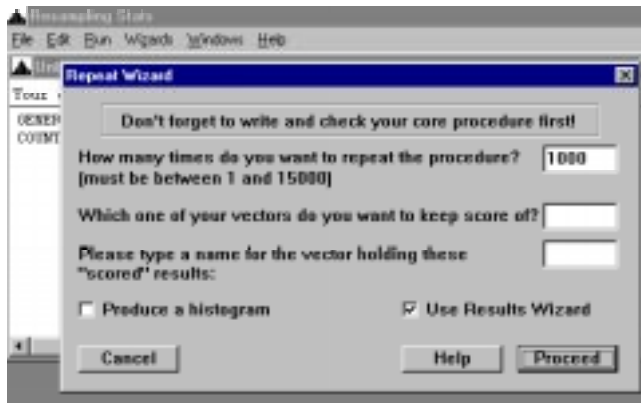 Resampling Stats
File Edit Run Wizards Windows Help
Repeat Wizard
Your
GENER
COUNT
Don't forget to write and check your core procedure first!
How many times do you want to repeat the procedure? 1000
(must be between 1 and 15000)
Which one of your vectors do you want to keep score of?
Please type a name for the vector holding these
"scored" results:
Produce a histogram Use Results Wizard
Cancel Help Proceed